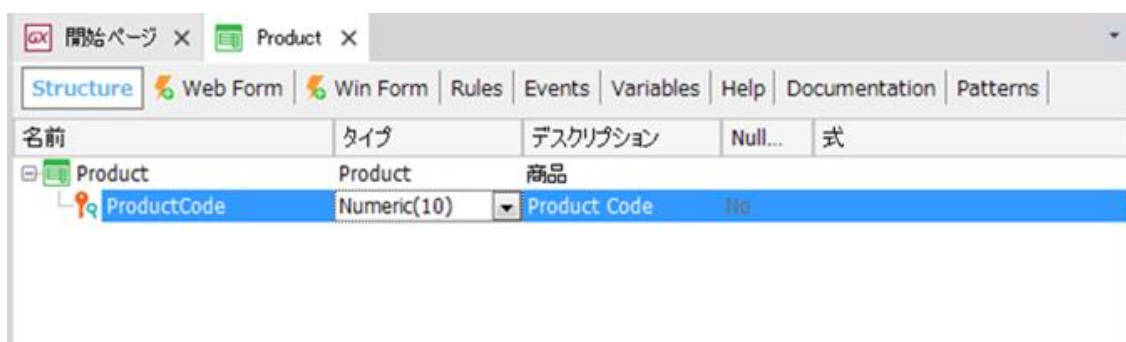 GX 開始ページ × Product ×
Structure Web Form Win Form Rules Events Variables Help Documentation Patterns
名前 タイプ デスクリプション Null... 式
Product Product 商品
ProductCode Numeric(10) Product Code No